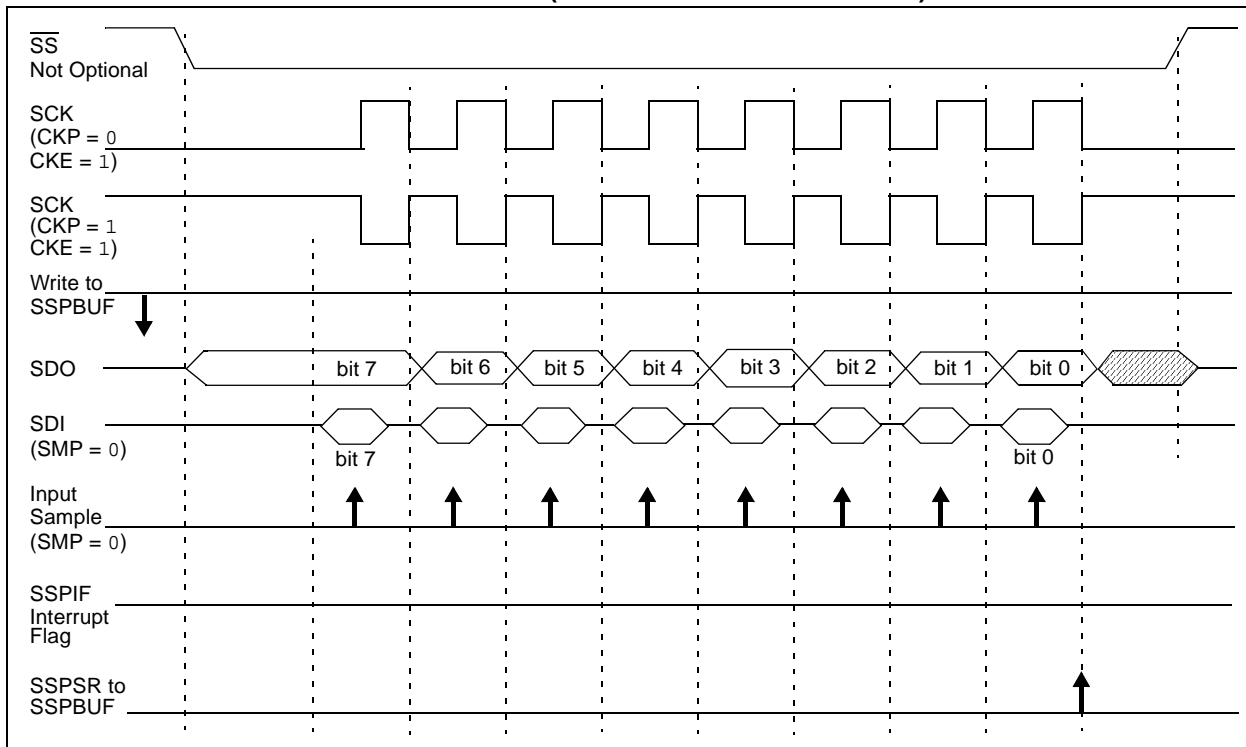 SS
Not Optional
SCK
(CKP = 0
CKE = 1)
SCK
(CKP = 1
CKE = 1)
Write to
SSPBUF
SDO
bit 7
bit 6
bit 5
bit 4
bit 3
bit 2
bit 1
bit 0
SDI
(SMP = 0)
bit 7
bit 0
Input
Sample
(SMP = 0)
SSPIF
Interrupt
Flag
SSPSR to
SSPBUF